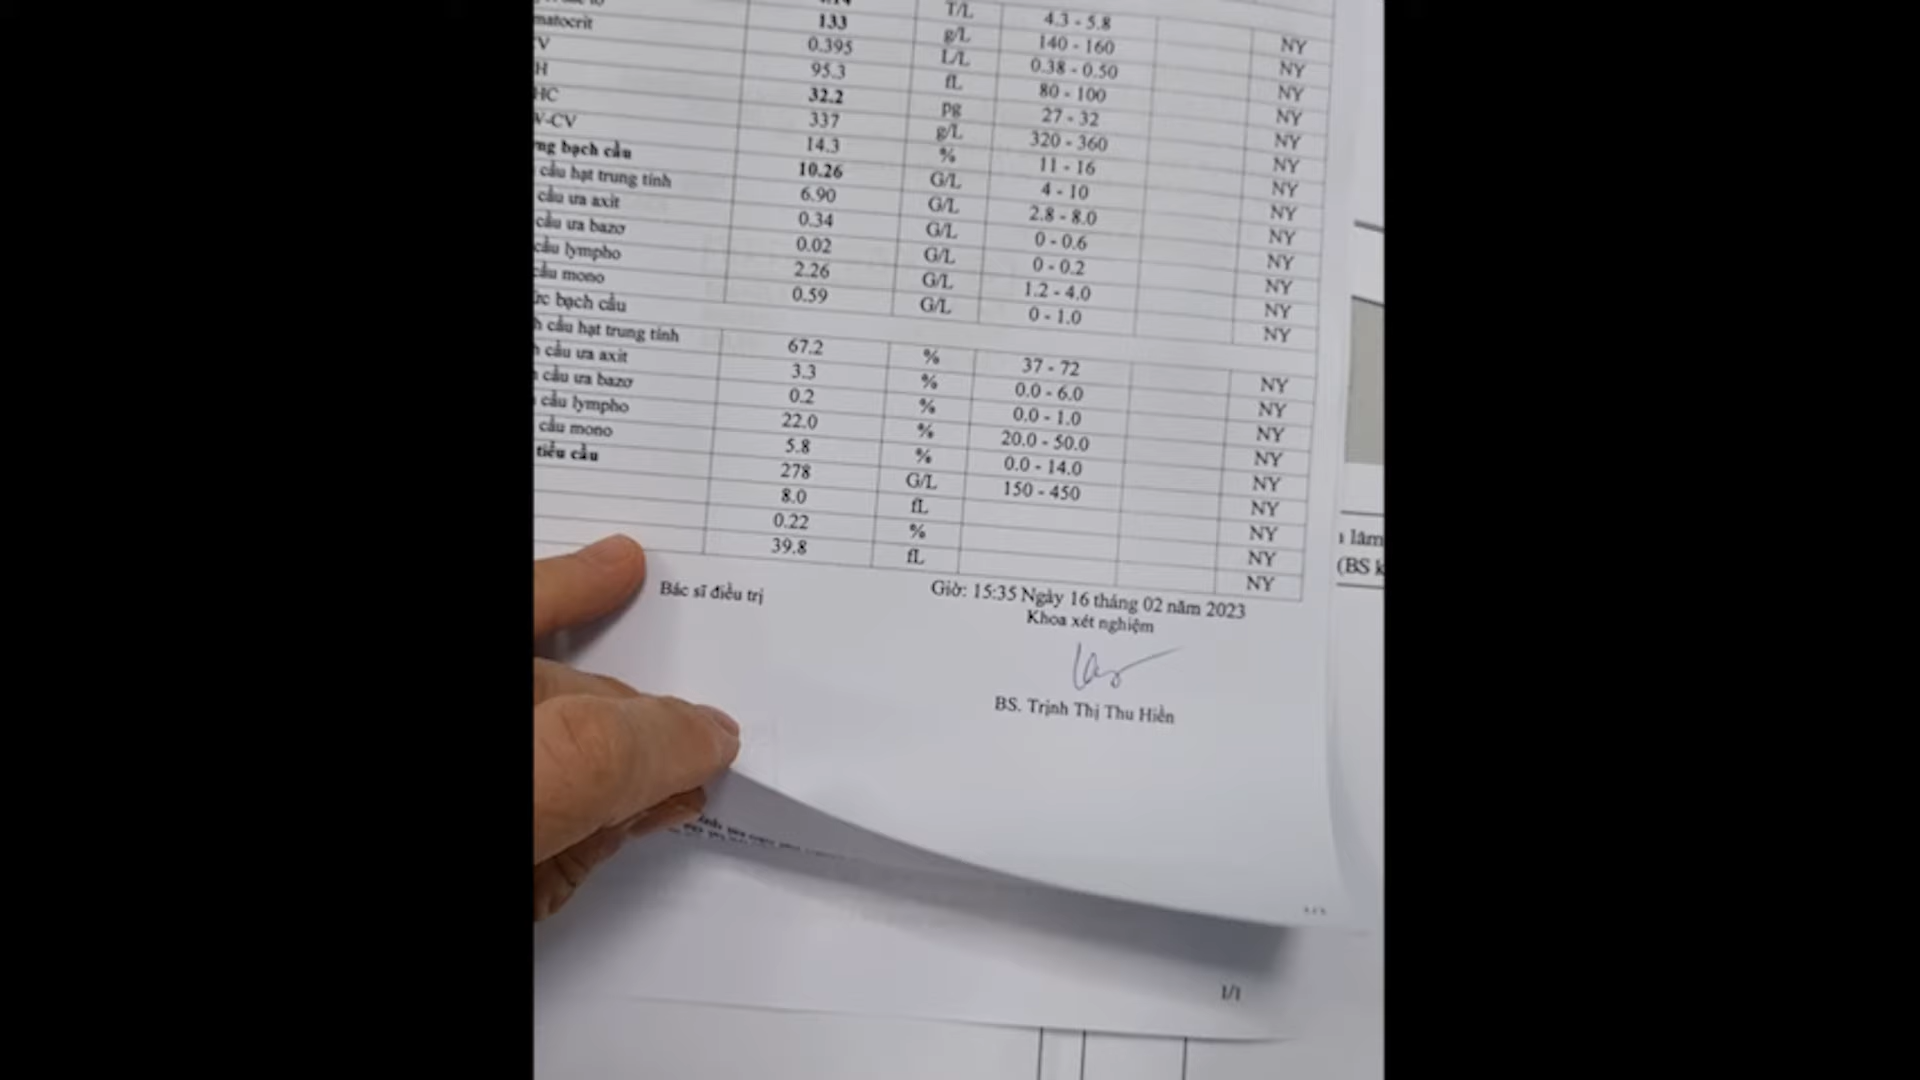 T/L 4.3 - 5.8
133 g/L 140 - 160 NY
0.395 L/L 0.38 - 0.50 NY
95.3 fL 80 - 100 NY
32.2 pg 27 - 32 NY
337 g/L 320 - 360 NY
V-CV 14.3 % 11 - 16 NY
bạch cầu 10.26 G/L 4 - 10 NY
cầu hạt trung tính 6.90 G/L 2.8 - 8.0 NY
cầu ưa axit 0.34 G/L 0 - 0.6 NY
cầu ưa bazơ 0.02 G/L 0 - 0.2 NY
cầu lympho 2.26 G/L 1.2 - 4.0 NY
cầu mono 0.59 G/L 0 - 1.0 NY
bạch cầu
cầu hạt trung tính 67.2 % 37 - 72 NY
cầu ưa axit 3.3 % 0.0 - 6.0 NY
cầu ưa bazơ 0.2 % 0.0 - 1.0 NY
cầu lympho 22.0 % 20.0 - 50.0 NY
cầu mono 5.8 % 0.0 - 14.0 NY
tiểu cầu 278 G/L 150 - 450 NY
8.0 fL NY
0.22 % NY
39.8 fL NY
lâm
(BS
Bác sĩ điều trị
Giờ: 15:35 Ngày 16 tháng 02 năm 2023
Khoa xét nghiệm
BS. Trịnh Thị Thu Hiền
1/1